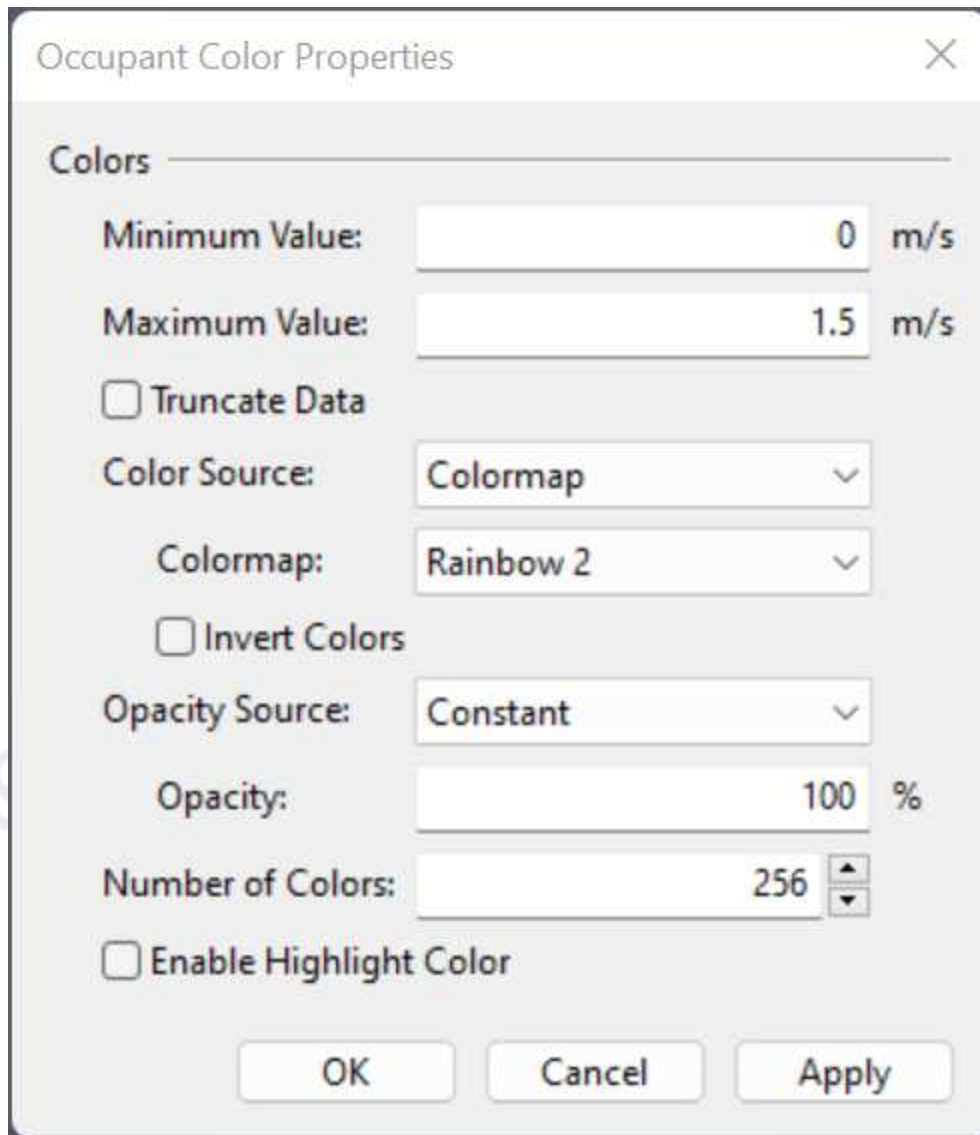 Occupant Color Properties
Colors
Minimum Value: 0 m/s
Maximum Value: 1.5 m/s
Truncate Data
Color Source: Colormap
Colormap: Rainbow 2
Invert Colors
Opacity Source: Constant
Opacity: 100 %
Number of Colors: 256
Enable Highlight Color
OK Cancel Apply